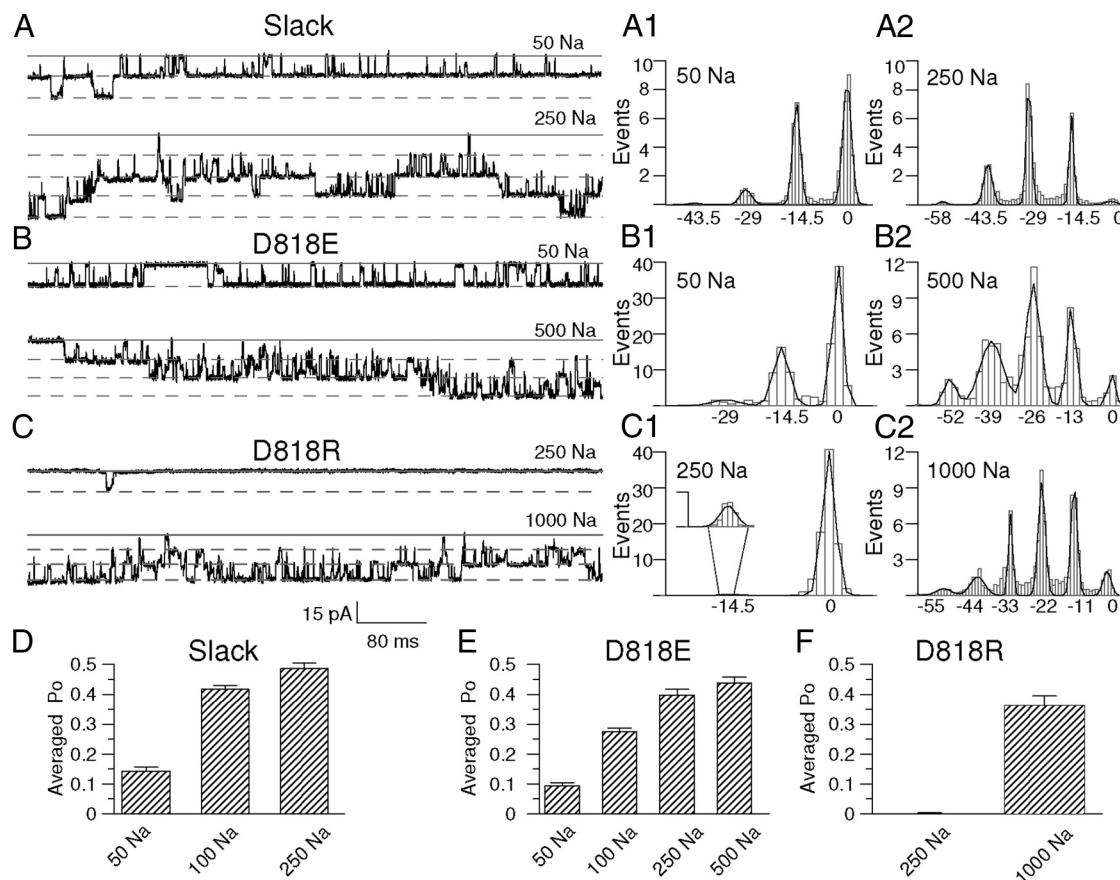 A
Slack
50 Na
250 Na
A1
10
8
6
4
2
Events
50 Na
-43.5 -29 -14.5 0
A2
10
8
6
4
2
Events
250 Na
-58 -43.5 -29 -14.5 0
B
D818E
50 Na
500 Na
B1
40
30
20
10
Events
50 Na
-29 -14.5 0
B2
12
9
6
3
Events
500 Na
-52 -39 -26 -13 0
C
D818R
250 Na
1000 Na
15 pA
80 ms
C1
40
30
20
10
Events
250 Na
-14.5 0
C2
12
9
6
3
Events
1000 Na
-55 -44 -33 -22 -11 0
D
Slack
0.5
0.4
0.3
0.2
0.1
0
Averaged Po
50 Na
100 Na
250 Na
E
D818E
0.5
0.4
0.3
0.2
0.1
0
Averaged Po
50 Na
100 Na
250 Na
500 Na
F
D818R
0.5
0.4
0.3
0.2
0.1
0
Averaged Po
250 Na
1000 Na